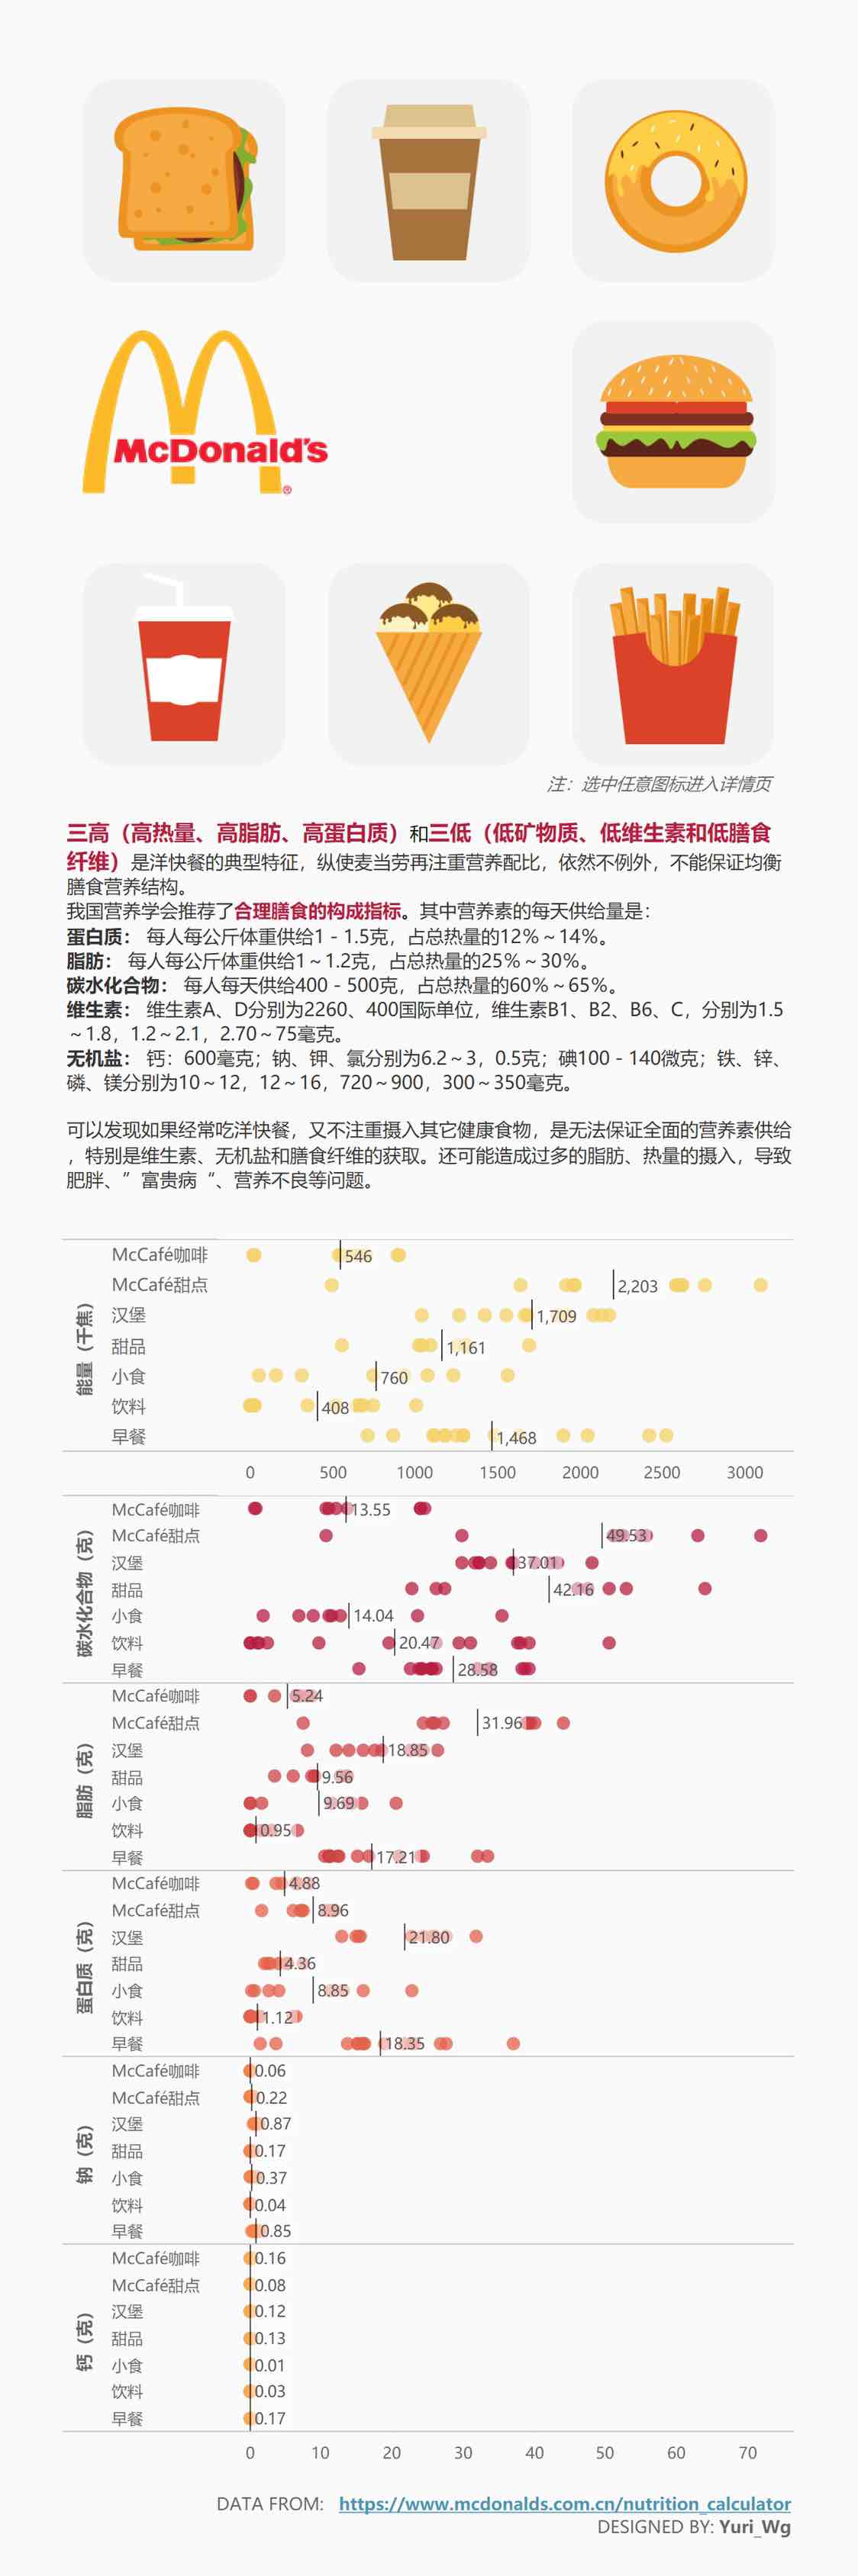 McDonald's
®
注：选中任意图标进入详情页
三高（高热量、高脂肪、高蛋白质）和三低（低矿物质、低维生素和低膳食
纤维）是洋快餐的典型特征，纵使麦当劳再注重营养配比，依然不例外，不能保证均衡
膳食营养结构。
我国营养学会推荐了合理膳食的构成指标。其中营养素的每天供给量是：
蛋白质： 每人每公斤体重供给1 - 1.5克，占总热量的12%～14%。
脂肪： 每人每公斤体重供给1～1.2克，占总热量的25%～30%。
碳水化合物： 每人每天供给400 - 500克，占总热量的60%～65%。
维生素： 维生素A、D分别为2260、400国际单位，维生素B1、B2、B6、C，分别为1.5
～1.8，1.2～2.1，2.70～75毫克。
无机盐： 钙：600毫克；钠、钾、氯分别为6.2～3，0.5克；碘100 - 140微克；铁、锌、
磷、镁分别为10～12，12～16，720～900，300～350毫克。
可以发现如果经常吃洋快餐，又不注重摄入其它健康食物，是无法保证全面的营养素供给
，特别是维生素、无机盐和膳食纤维的获取。还可能造成过多的脂肪、热量的摄入，导致
肥胖、”富贵病“、营养不良等问题。
能量（千焦）
McCafé咖啡 546
McCafé甜点 2,203
汉堡 1,709
甜品 1,161
小食 760
饮料 408
早餐 1,468
0 500 1000 1500 2000 2500 3000
碳水化合物（克）
McCafé咖啡 13.55
McCafé甜点 49.53
汉堡 37.01
甜品 42.16
小食 14.04
饮料 20.47
早餐 28.58
脂肪（克）
McCafé咖啡 5.24
McCafé甜点 31.96
汉堡 18.85
甜品 9.56
小食 9.69
饮料 0.95
早餐 17.21
蛋白质（克）
McCafé咖啡 4.88
McCafé甜点 8.96
汉堡 21.80
甜品 4.36
小食 8.85
饮料 1.12
早餐 18.35
钠（克）
McCafé咖啡 0.06
McCafé甜点 0.22
汉堡 0.87
甜品 0.17
小食 0.37
饮料 0.04
早餐 0.85
钙（克）
McCafé咖啡 0.16
McCafé甜点 0.08
汉堡 0.12
甜品 0.13
小食 0.01
饮料 0.03
早餐 0.17
0 10 20 30 40 50 60 70
DATA FROM: https://www.mcdonalds.com.cn/nutrition_calculator
DESIGNED BY: Yuri_Wg